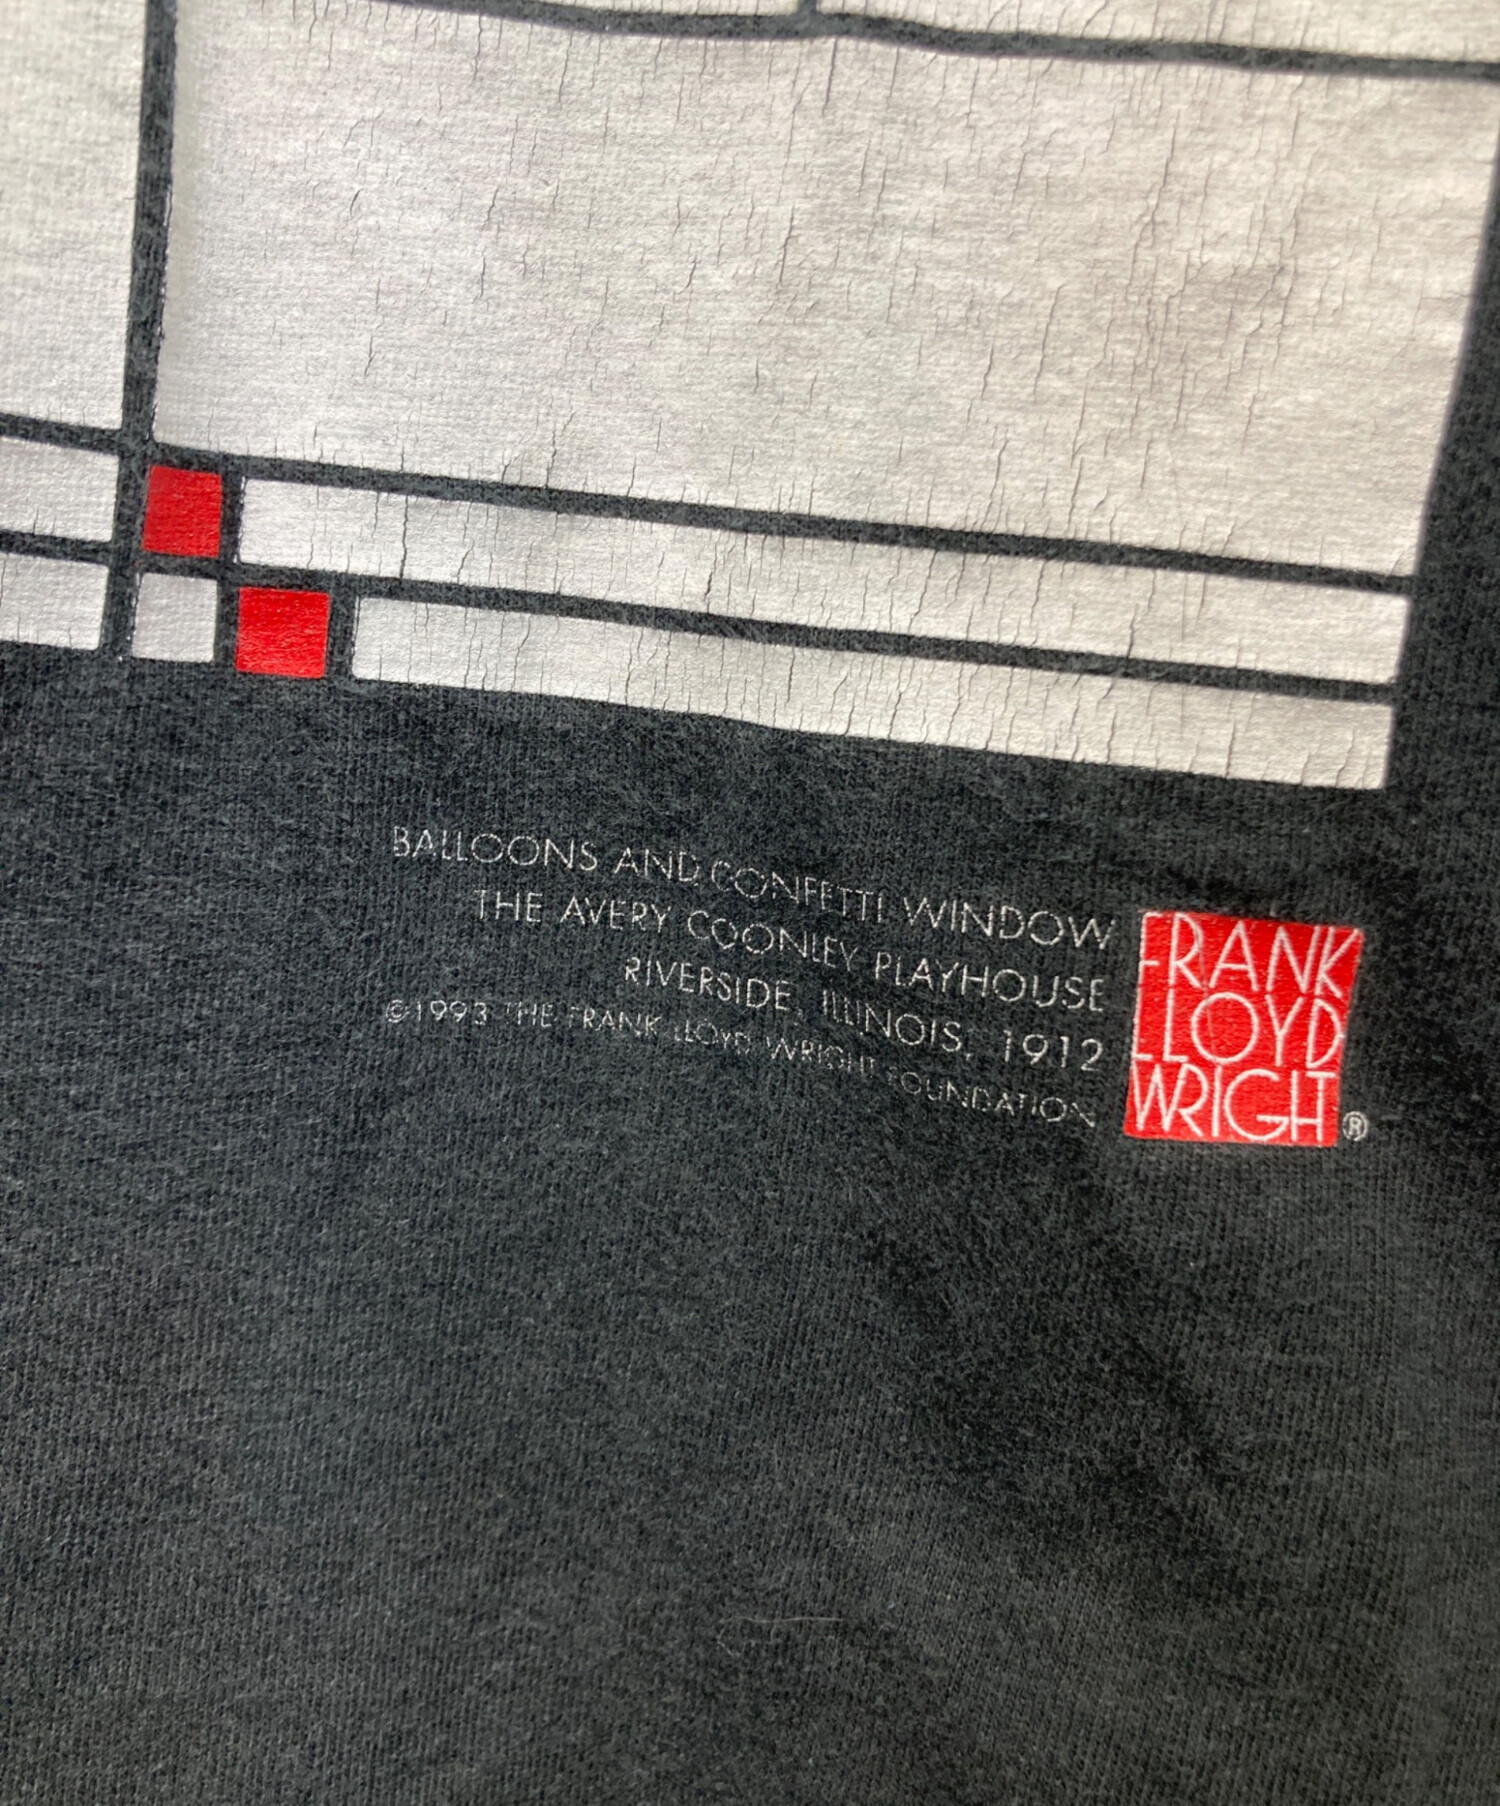 BALLOONS AND CONFETTI WINDOW
THE AVERY COONLEY PLAYHOUSE
RIVERSIDE, ILLINOIS, 1912
©1993 THE FRANK LLOYD WRIGHT FOUNDATION
FRANK
LLOYD
WRIGHT®